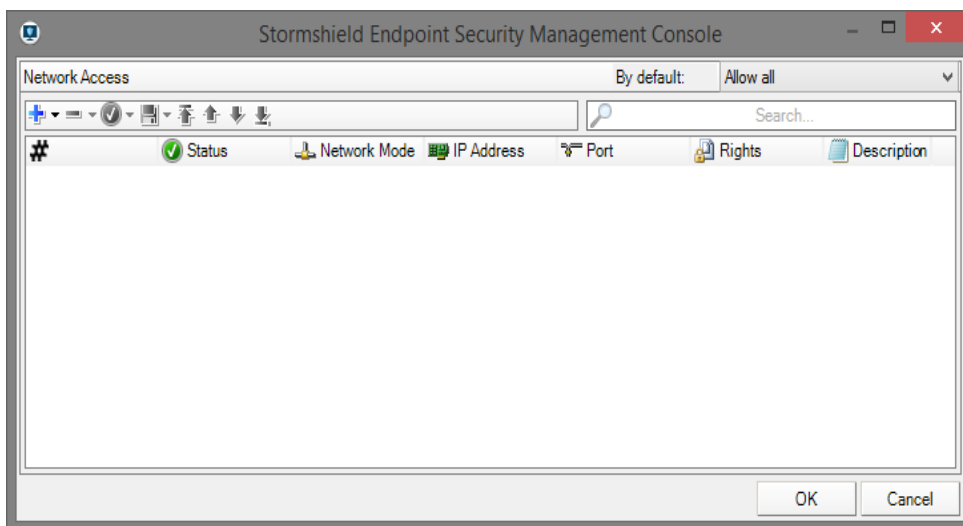 Stormshield Endpoint Security Management Console
Network Access By default: Allow all
Search...
# Status Network Mode IP Address Port Rights Description
OK Cancel